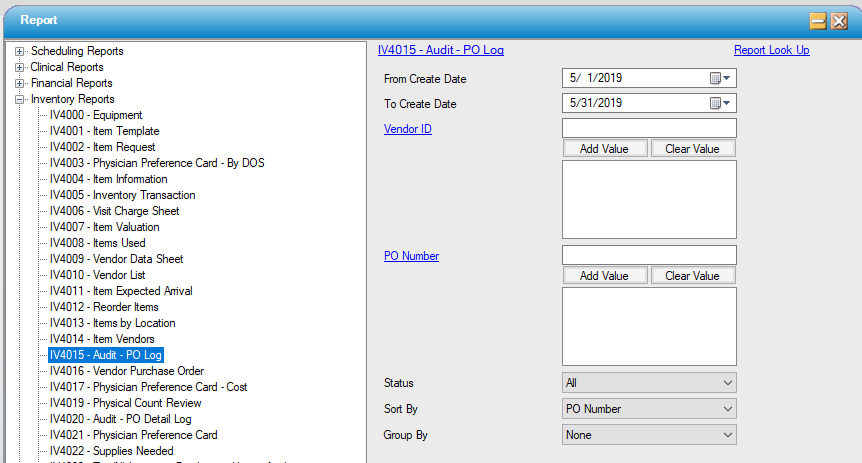 Report
Scheduling Reports
Clinical Reports
Financial Reports
Inventory Reports
IV4000 - Equipment
IV4001 - Item Template
IV4002 - Item Request
IV4003 - Physician Preference Card - By DOS
IV4004 - Item Information
IV4005 - Inventory Transaction
IV4006 - Visit Charge Sheet
IV4007 - Item Valuation
IV4008 - Items Used
IV4009 - Vendor Data Sheet
IV4010 - Vendor List
IV4011 - Item Expected Arrival
IV4012 - Reorder Items
IV4013 - Items by Location
IV4014 - Item Vendors
IV4015 - Audit - PO Log
IV4016 - Vendor Purchase Order
IV4017 - Physician Preference Card - Cost
IV4019 - Physical Count Review
IV4020 - Audit - PO Detail Log
IV4021 - Physician Preference Card
IV4022 - Supplies Needed
IV4015 - Audit - PO Log Report Look Up
From Create Date 5/ 1/2019
To Create Date 5/31/2019
Vendor ID
Add Value Clear Value
PO Number
Add Value Clear Value
Status All
Sort By PO Number
Group By None